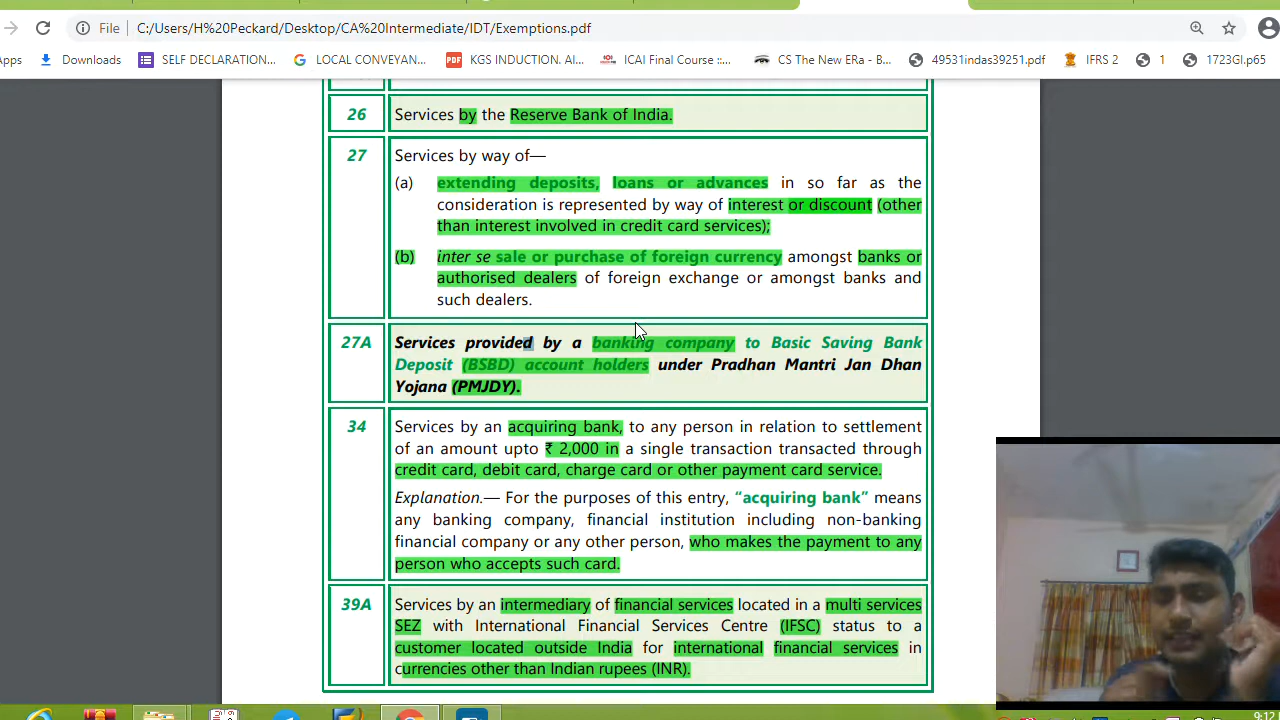 File
C:/Users/H%20Peckard/Desktop/CA%20Intermediate/IDT/Exemptions.pdf
Apps
Downloads
SELF DECLARATION...
LOCAL CONVEYAN...
PDF
KGS INDUCTION. AI...
ICAI Final Course ::...
CS The New ERa - B...
49531indas39251.pdf
IFRS 2
1
1723GI.p65
26
Services by the Reserve Bank of India.
27
Services by way of—
(a) extending deposits, loans or advances in so far as the
consideration is represented by way of interest or discount (other
than interest involved in credit card services);
(b) inter se sale or purchase of foreign currency amongst banks or
authorised dealers of foreign exchange or amongst banks and
such dealers.
27A
Services provided by a banking company to Basic Saving Bank
Deposit (BSBD) account holders under Pradhan Mantri Jan Dhan
Yojana (PMJDY).
34
Services by an acquiring bank, to any person in relation to settlement
of an amount upto ₹ 2,000 in a single transaction transacted through
credit card, debit card, charge card or other payment card service.
Explanation.— For the purposes of this entry, “acquiring bank” means
any banking company, financial institution including non-banking
financial company or any other person, who makes the payment to any
person who accepts such card.
39A
Services by an intermediary of financial services located in a multi services
SEZ with International Financial Services Centre (IFSC) status to a
customer located outside India for international financial services in
currencies other than Indian rupees (INR).